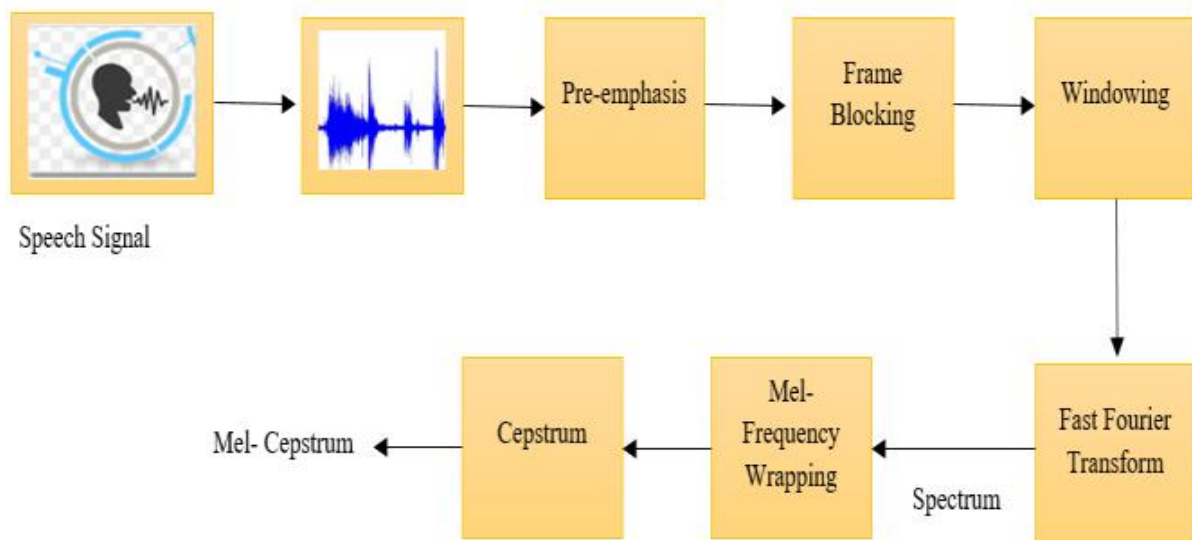 Pre-emphasis
Frame
Blocking
Windowing
Speech Signal
Fast Fourier
Transform
Spectrum
Mel-
Frequency
Wrapping
Cepstrum
Mel- Cepstrum